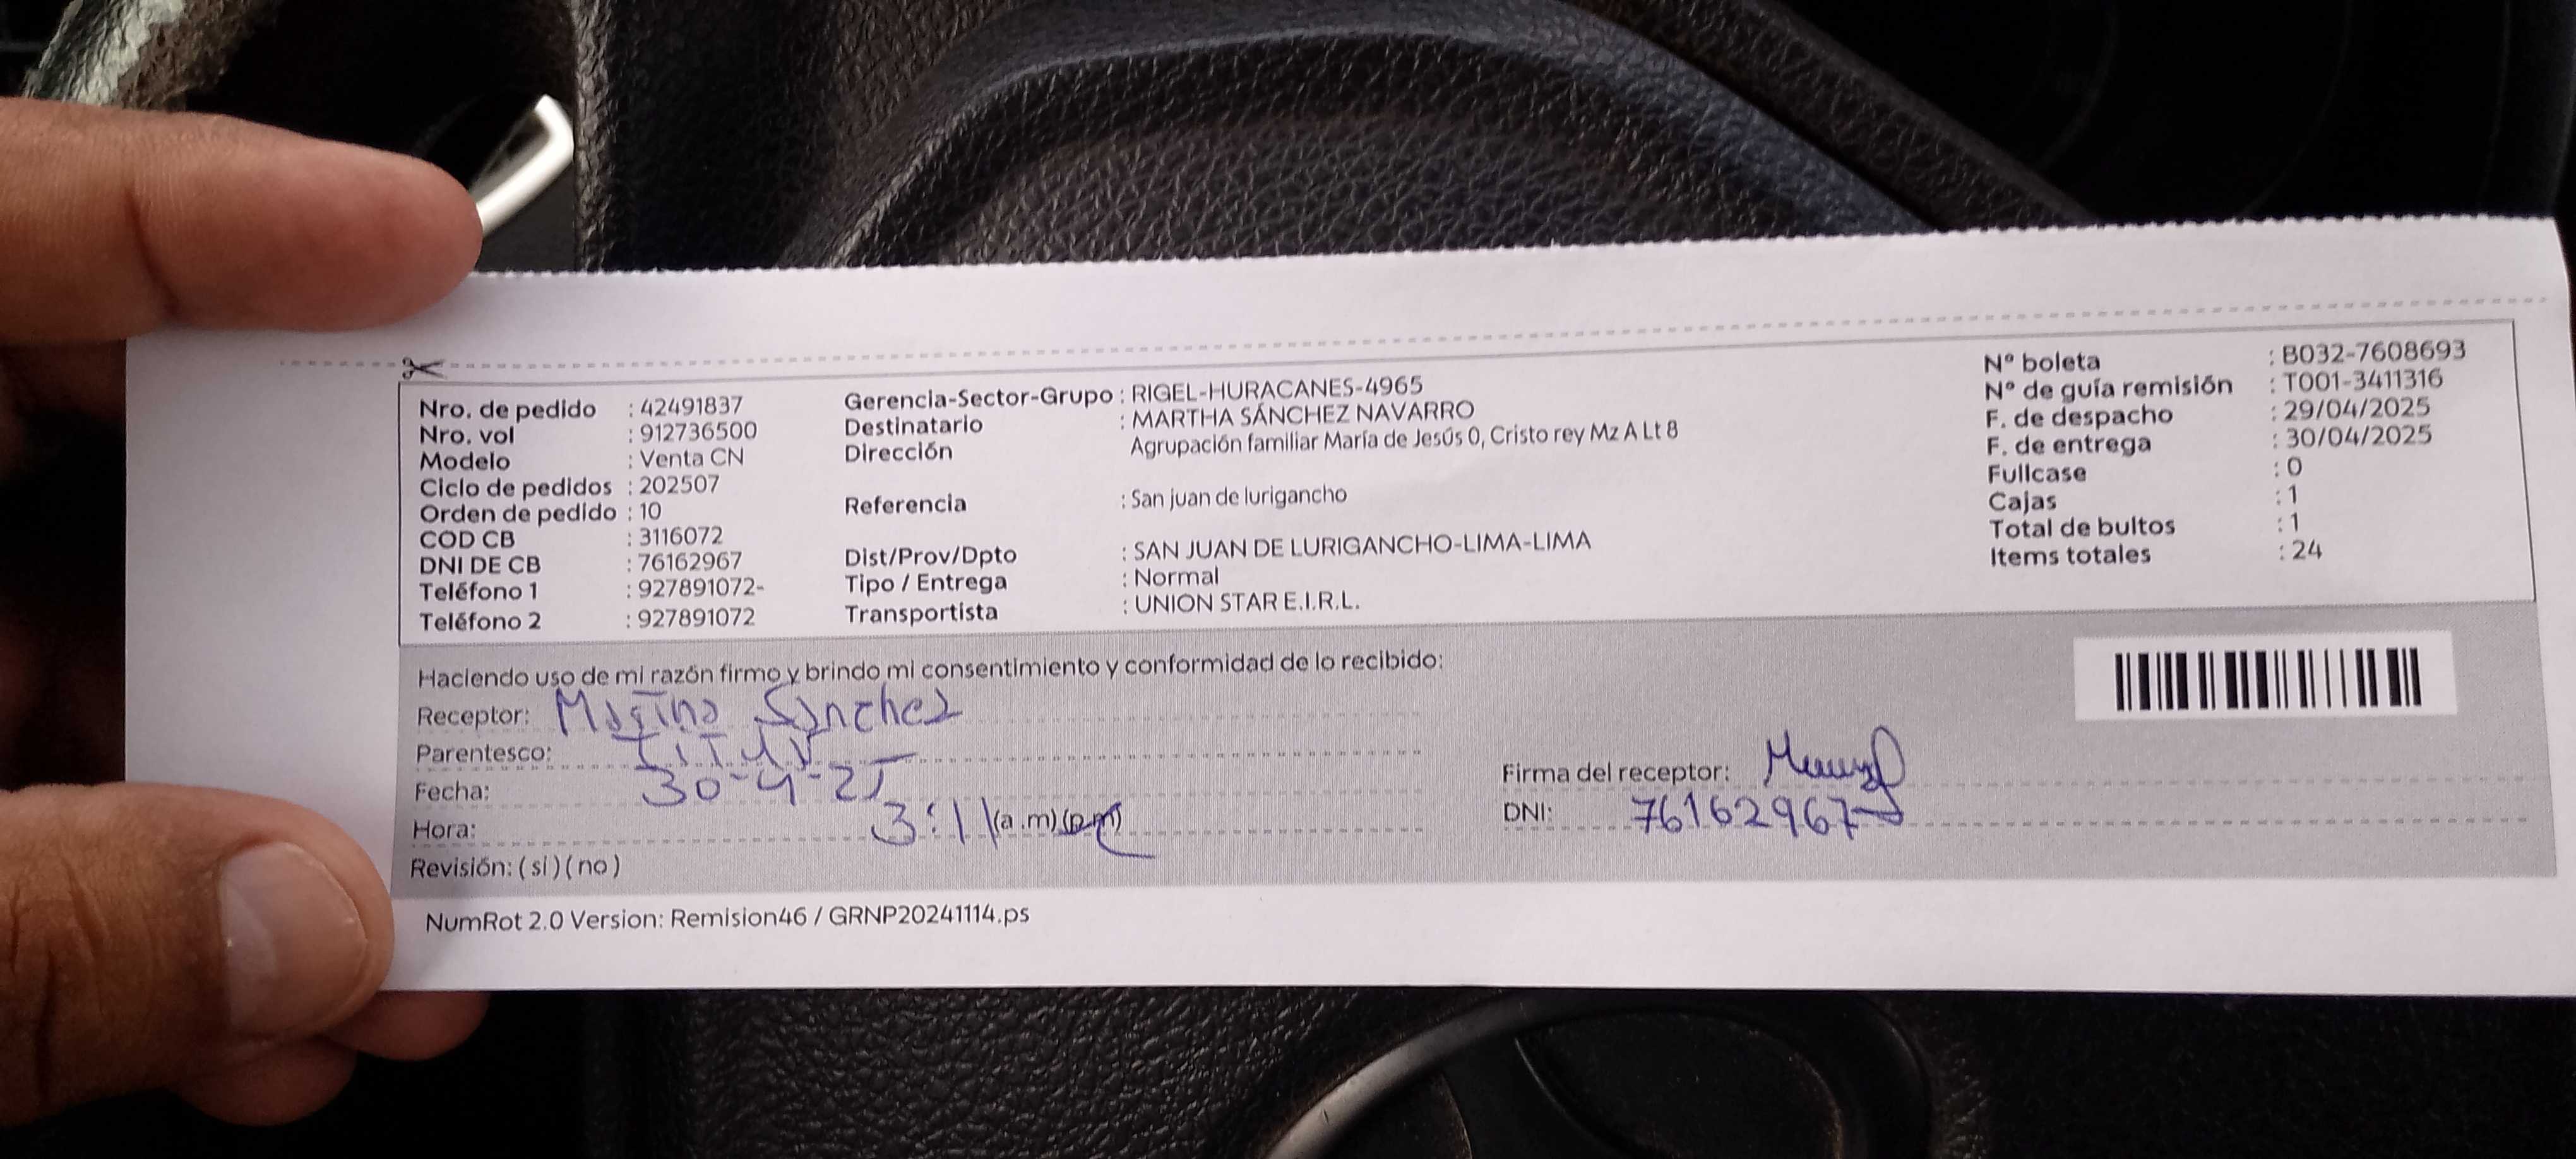 Nro. de pedido : 42491837
Nro. vol : 912736500
Modelo : Venta CN
Ciclo de pedidos : 202507
Orden de pedido : 10
COD CB : 3116072
DNI DE CB : 76162967
Teléfono 1 : 927891072-
Teléfono 2 : 927891072
Gerencia-Sector-Grupo : RIGEL-HURACANES-4965
Destinatario : MARTHA SÁNCHEZ NAVARRO
Dirección Agrupación familiar María de Jesús 0, Cristo rey Mz A Lt 8
Referencia : San juan de lurigancho
Dist/Prov/Dpto : SAN JUAN DE LURIGANCHO-LIMA-LIMA
Tipo / Entrega : Normal
Transportista : UNION STAR E.I.R.L.
Nº boleta : B032-7608693
Nº de guía remisión : T001-3411316
F. de despacho : 29/04/2025
F. de entrega : 30/04/2025
Fullcase : 0
Cajas : 1
Total de bultos : 1
Items totales : 24
Haciendo uso de mi razón firmo y brindo mi consentimiento y conformidad de lo recibido:
Receptor: Sanchez
Parentesco:
Fecha: 30-4-25
Hora: 3:11 (a .m) (p.m)
Revisión: ( si ) ( no )
Firma del receptor:
DNI: 76162967
NumRot 2.0 Version: Remision46 / GRNP20241114.ps